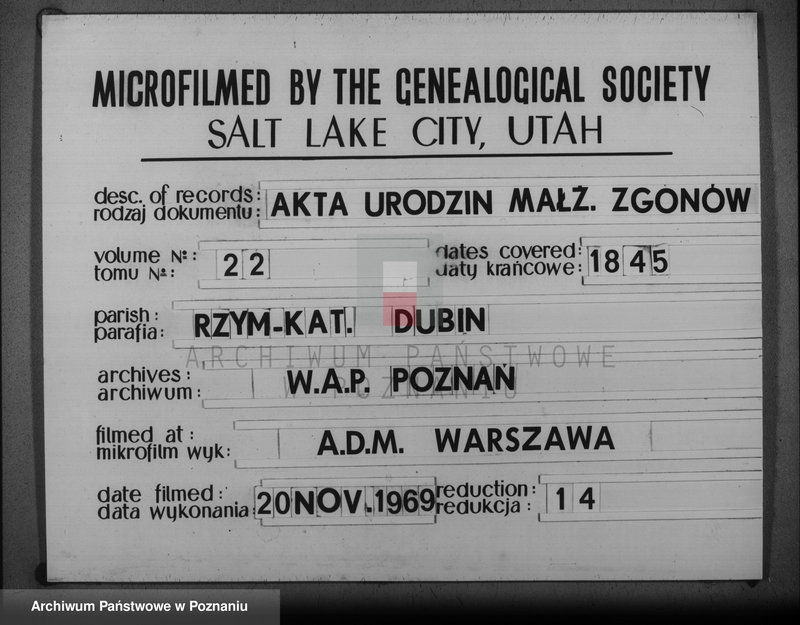 MICROFILMED BY THE GENEALOGICAL SOCIETY
SALT LAKE CITY, UTAH
desc. of records:
rodzaj dokumentu:
AKTA URODZIN MAŁŻ. ZGONÓW
volume №:
tomu №:
22
dates covered:
daty krańcowe:
1845
parish:
parafia:
RZYM-KAT. DUBIN
ARCHIWUM PAŃSTWOWE
W POZNANIU
archives:
archiwum:
W.A.P. POZNAN
filmed at:
mikrofilm wyk:
A.D.M. WARSZAWA
date filmed:
data wykonania:
20 NOV. 1969
reduction:
redukcja:
14
Archiwum Państwowe w Poznaniu